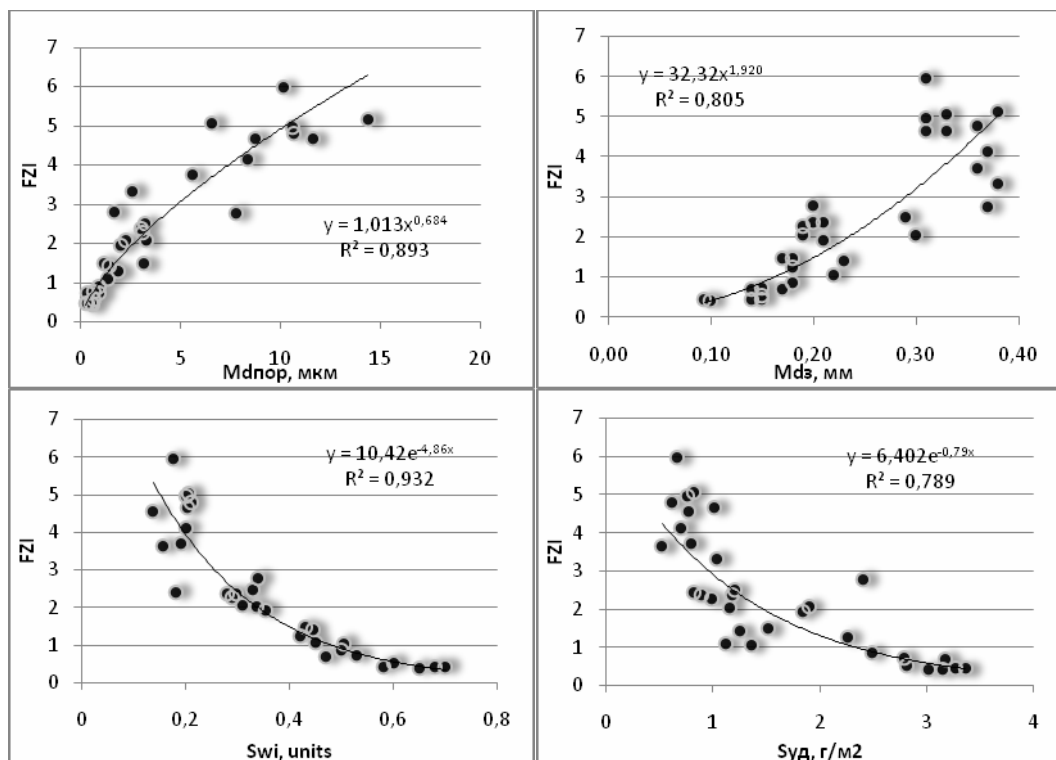 7
6
5
4
3
2
1
0
FZI
y = 1,013x^0,684
R² = 0,893
0 5 10 15 20
Mdпор, мкм
7
6
5
4
3
2
1
0
FZI
y = 32,32x^1,920
R² = 0,805
0,00 0,10 0,20 0,30 0,40
Mdз, мм
7
6
5
4
3
2
1
0
FZI
y = 10,42e^-4,86x
R² = 0,932
0 0,2 0,4 0,6 0,8
Swi, units
7
6
5
4
3
2
1
0
FZI
y = 6,402e^-0,79x
R² = 0,789
0 1 2 3 4
Sуд, г/м2